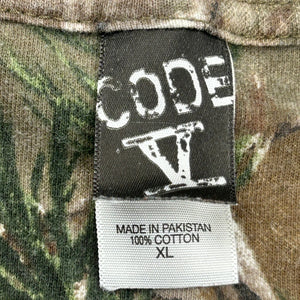 CODE
V
MADE IN PAKISTAN
100% COTTON
XL